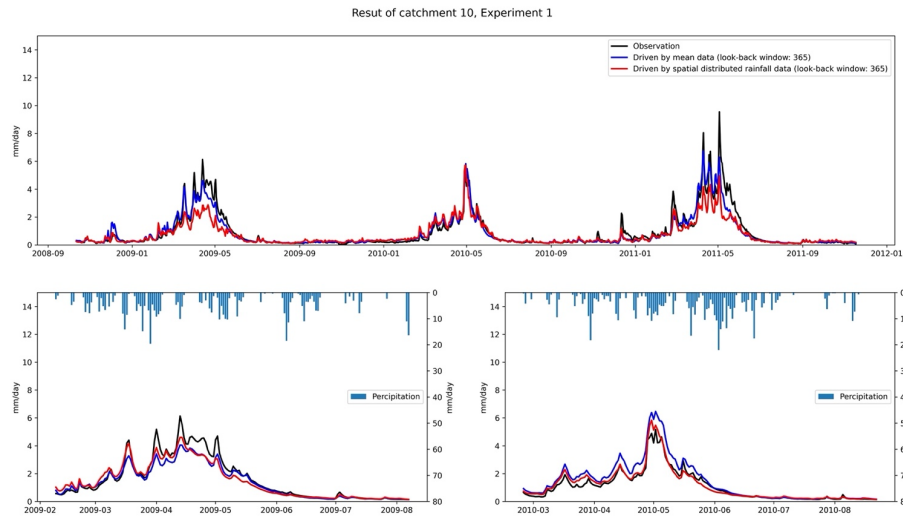 Resut of catchment 10, Experiment 1
Observation
Driven by mean data (look-back window: 365)
Driven by spatial distributed rainfall data (look-back window: 365)
mm/day
14
12
10
8
6
4
2
0
2008-09 2009-01 2009-05 2009-09 2010-01 2010-05 2010-09 2011-01 2011-05 2011-09 2012-01
mm/day
14
12
10
8
6
4
2
0
Percipitation
0
10
20
30
40
50
60
70
80
mm/day
2009-02 2009-03 2009-04 2009-05 2009-06 2009-07 2009-08
mm/day
14
12
10
8
6
4
2
0
Percipitation
2010-03 2010-04 2010-05 2010-06 2010-07 2010-08